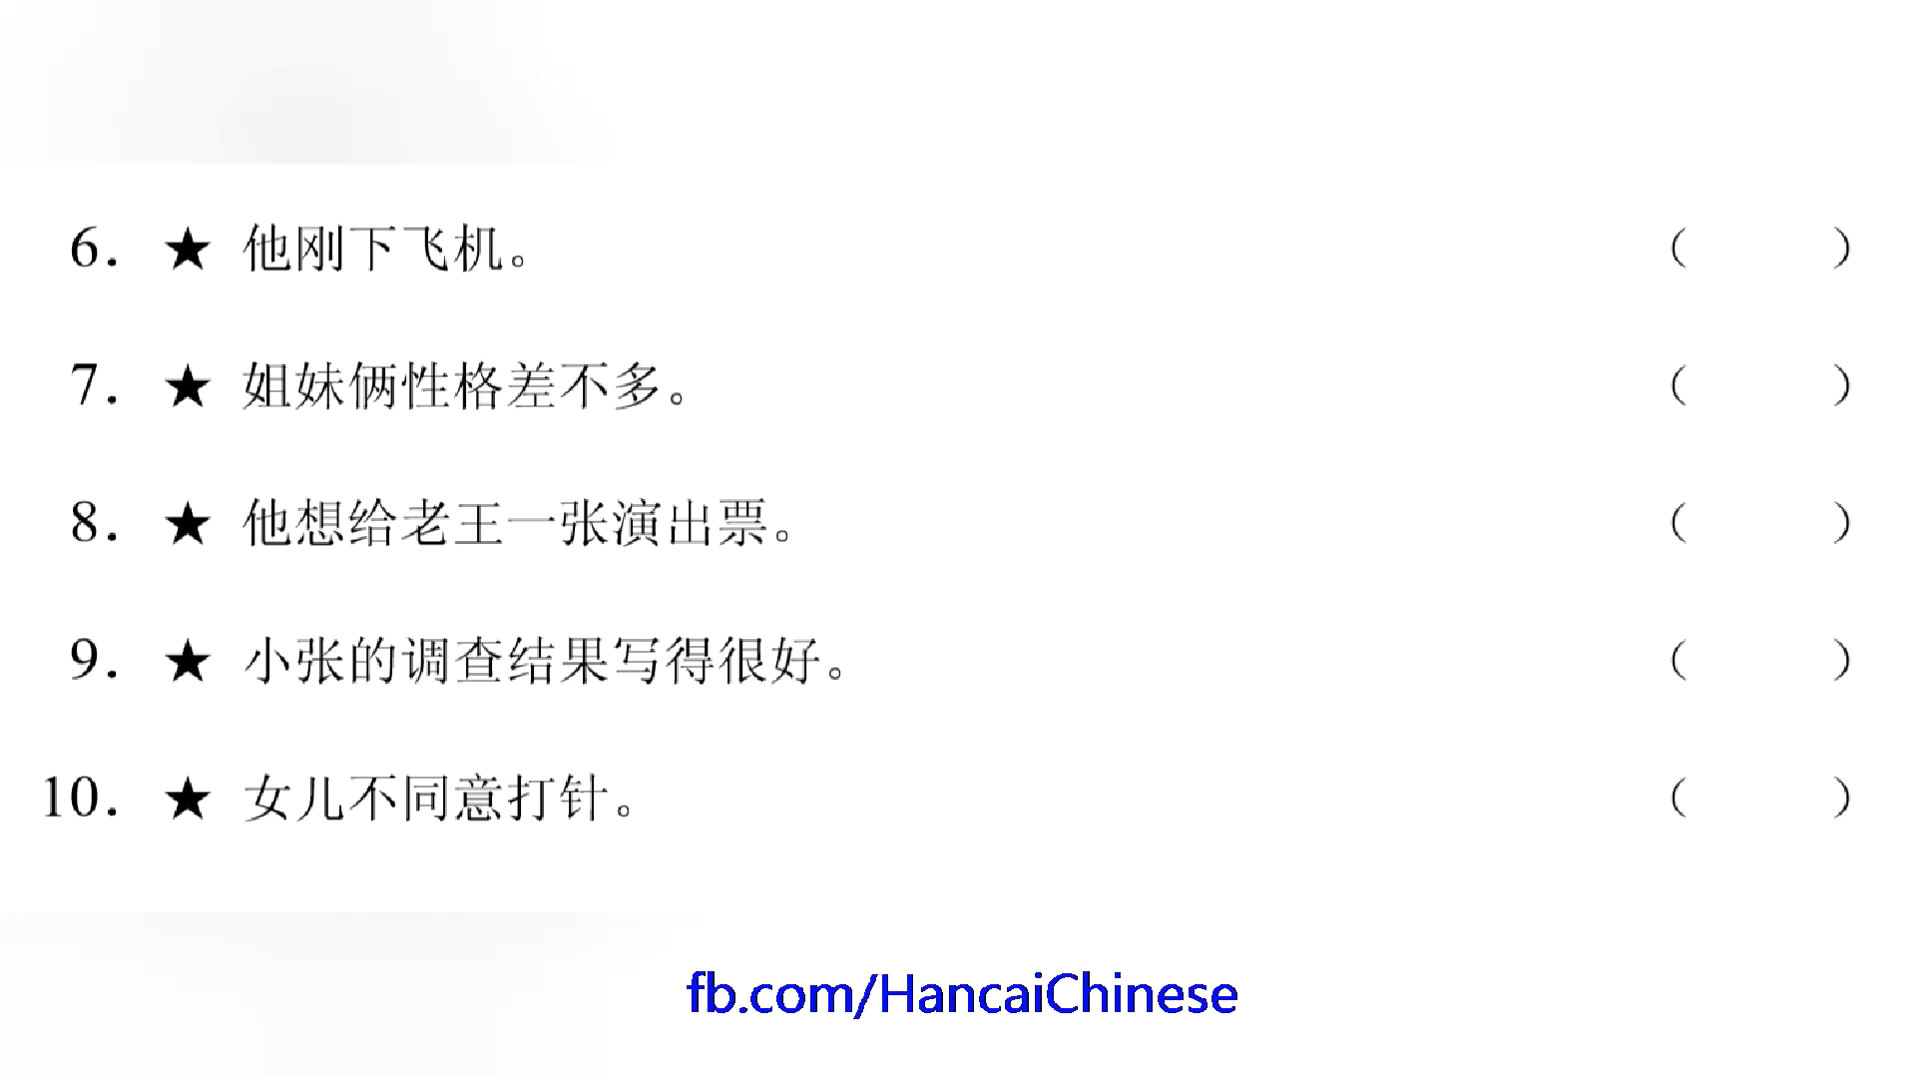 6. ★ 他刚下飞机。 ( )
7. ★ 姐妹俩性格差不多。 ( )
8. ★ 他想给老王一张演出票。 ( )
9. ★ 小张的调查结果写得很好。 ( )
10. ★ 女儿不同意打针。 ( )
fb.com/HancaiChinese